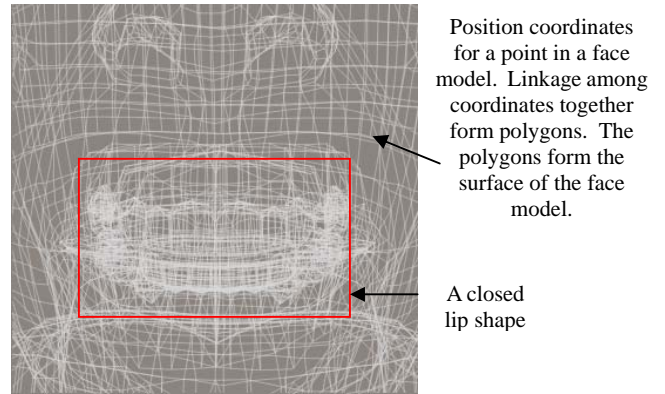 Position coordinates
for a point in a face
model.  Linkage among
coordinates together
form polygons.  The
polygons form the
surface of the face
model.
A closed
lip shape